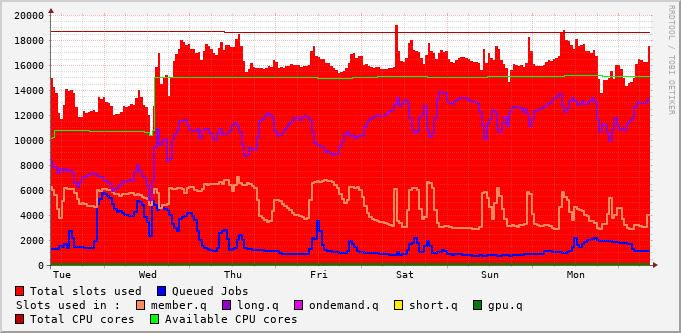 20000
18000
16000
14000
12000
10000
8000
6000
4000
2000
0
Tue Wed Thu Fri Sat Sun Mon
Total slots used Queued Jobs
Slots used in : member.q long.q ondemand.q short.q gpu.q
Total CPU cores Available CPU cores
RRDTOOL / TOBI OETIKER